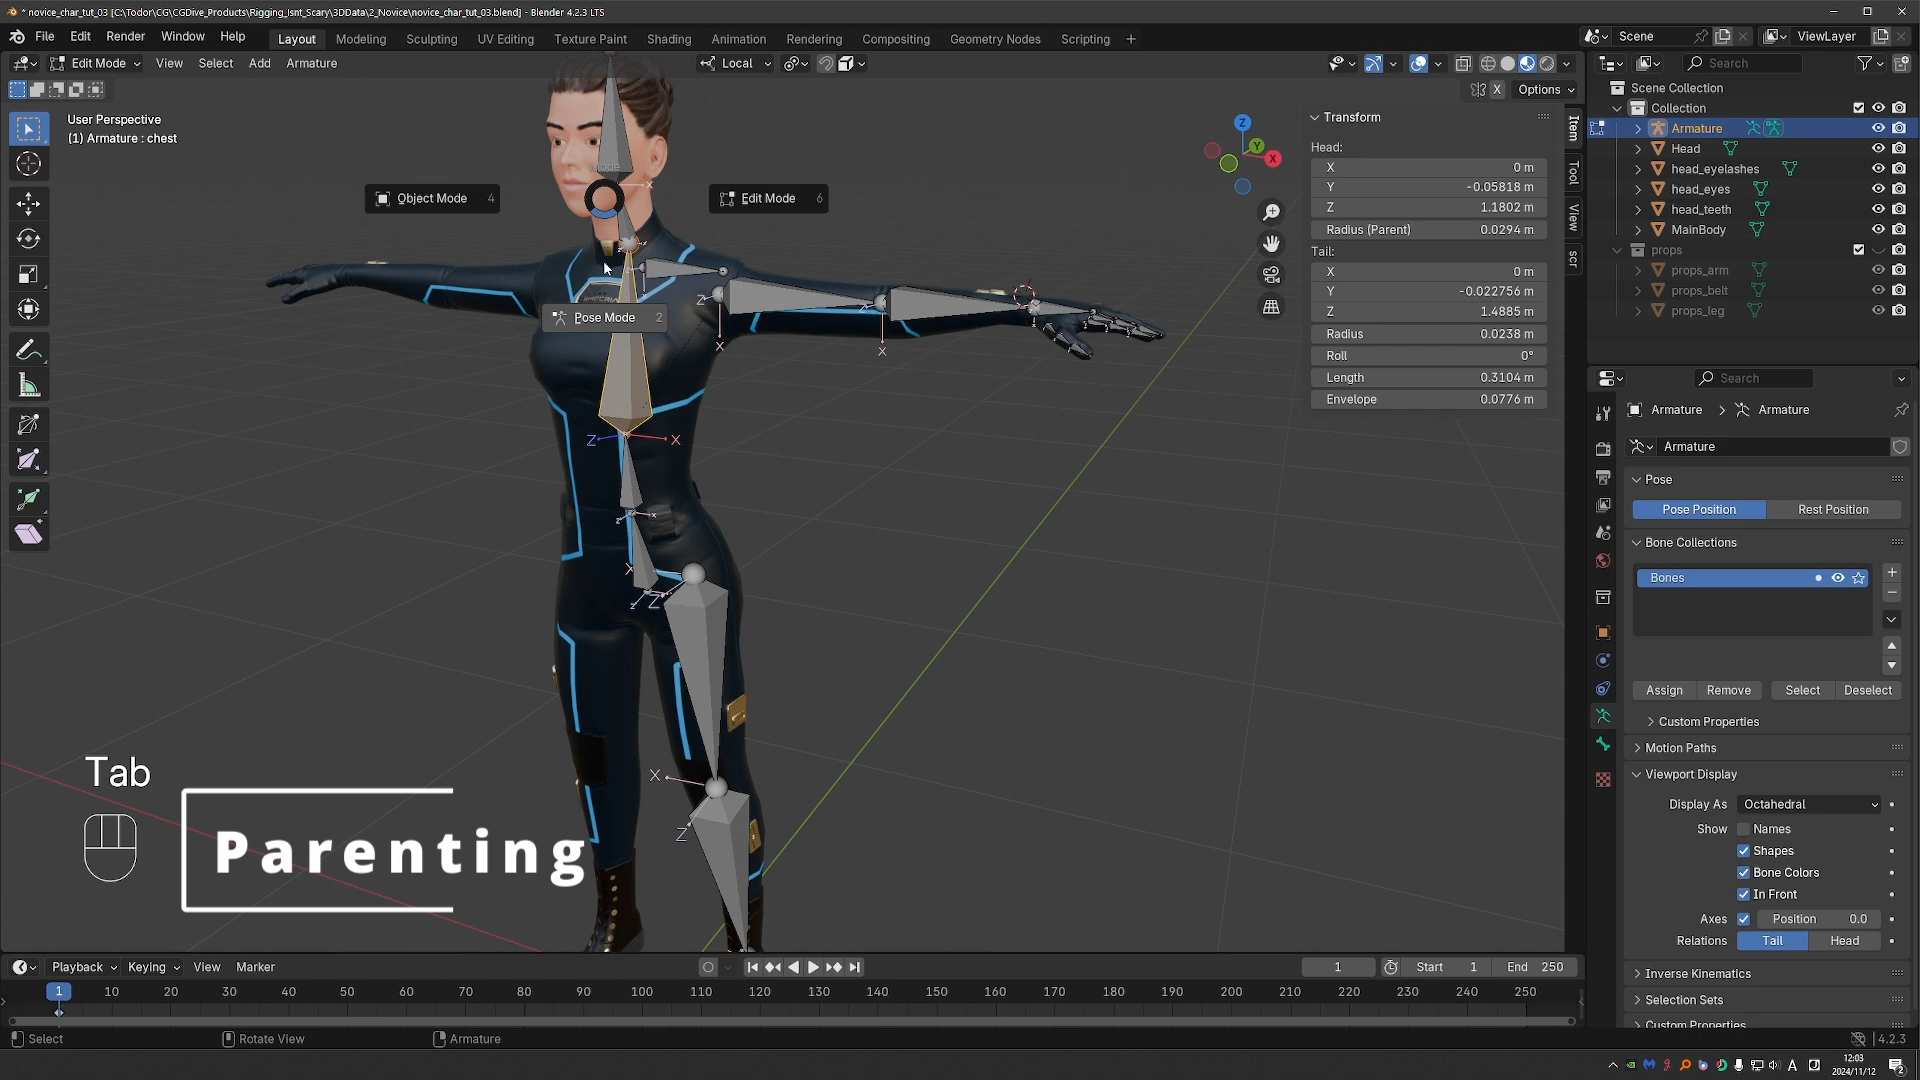 * novice_char_tut_03 [C:\Todor\CG\CGDive_Products\Rigging_Isnt_Scary\3DData\2_Novice\novice_char_tut_03.blend] - Blender 4.2.3 LTS
File Edit Render Window Help Layout Modeling Sculpting UV Editing Texture Paint Shading Animation Rendering Compositing Geometry Nodes Scripting +
Scene ViewLayer
Edit Mode View Select Add Armature Local
Search
X Options
User Perspective
(1) Armature : chest
Object Mode 4
Edit Mode 6
Pose Mode 2
Z
Y
X
Transform
Head:
X 0 m
Y -0.05818 m
Z 1.1802 m
Radius (Parent) 0.0294 m
Tail:
X 0 m
Y -0.022756 m
Z 1.4885 m
Radius 0.0238 m
Roll 0°
Length 0.3104 m
Envelope 0.0776 m
Item
Tool
View
scr
Scene Collection
Collection
Armature
Head
head_eyelashes
head_eyes
head_teeth
MainBody
props
props_arm
props_belt
props_leg
Search
Armature > Armature
Armature
Pose
Pose Position Rest Position
Bone Collections
Bones
Assign Remove Select Deselect
Custom Properties
Motion Paths
Viewport Display
Display As Octahedral
Show Names
Shapes
Bone Colors
In Front
Axes Position 0.0
Relations Tail Head
Inverse Kinematics
Selection Sets
Custom Properties
Tab
Parenting
Playback Keying View Marker 1 Start 1 End 250
1 10 20 30 40 50 60 70 80 90 100 110 120 130 140 150 160 170 180 190 200 210 220 230 240 250
Select Rotate View Armature 4.2.3
12:03
2024/11/12